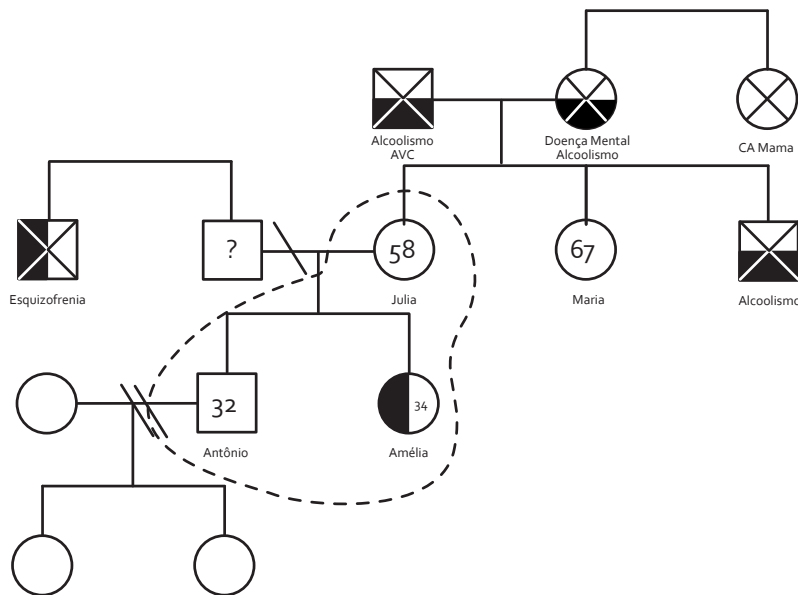 Alcoolismo
AVC
Doença Mental
Alcoolismo
CA Mama
?
58
67
Esquizofrenia
Julia
Maria
Alcoolismo
32
34
Antônio
Amélia